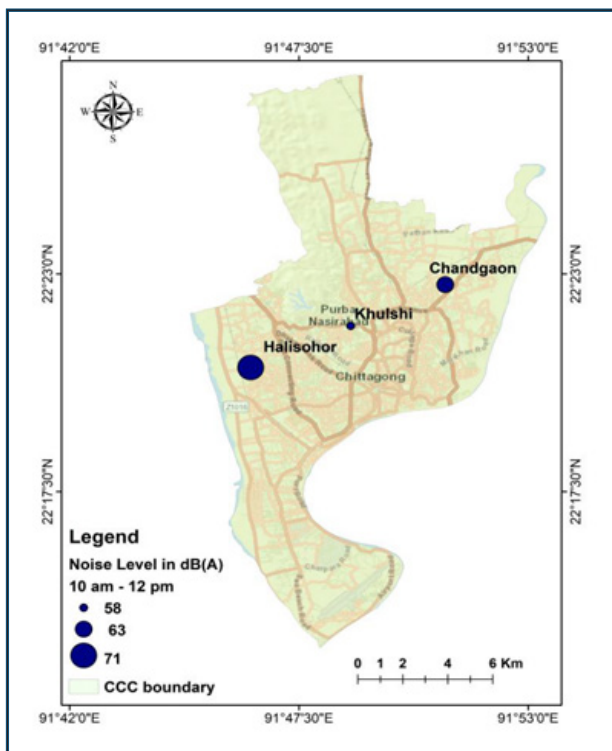 91°42'0"E 91°47'30"E 91°53'0"E
N
W E
S
22°23'0"N 22°23'0"N
Chandgaon
Purba
Khulshi
Nasirabad
Halisohor
Chittagong
Z1016
22°17'30"N 22°17'30"N
Legend
Noise Level in dB(A)
10 am - 12 pm
58
63
71
CCC boundary
0 1 2 4 6 Km
91°42'0"E 91°47'30"E 91°53'0"E